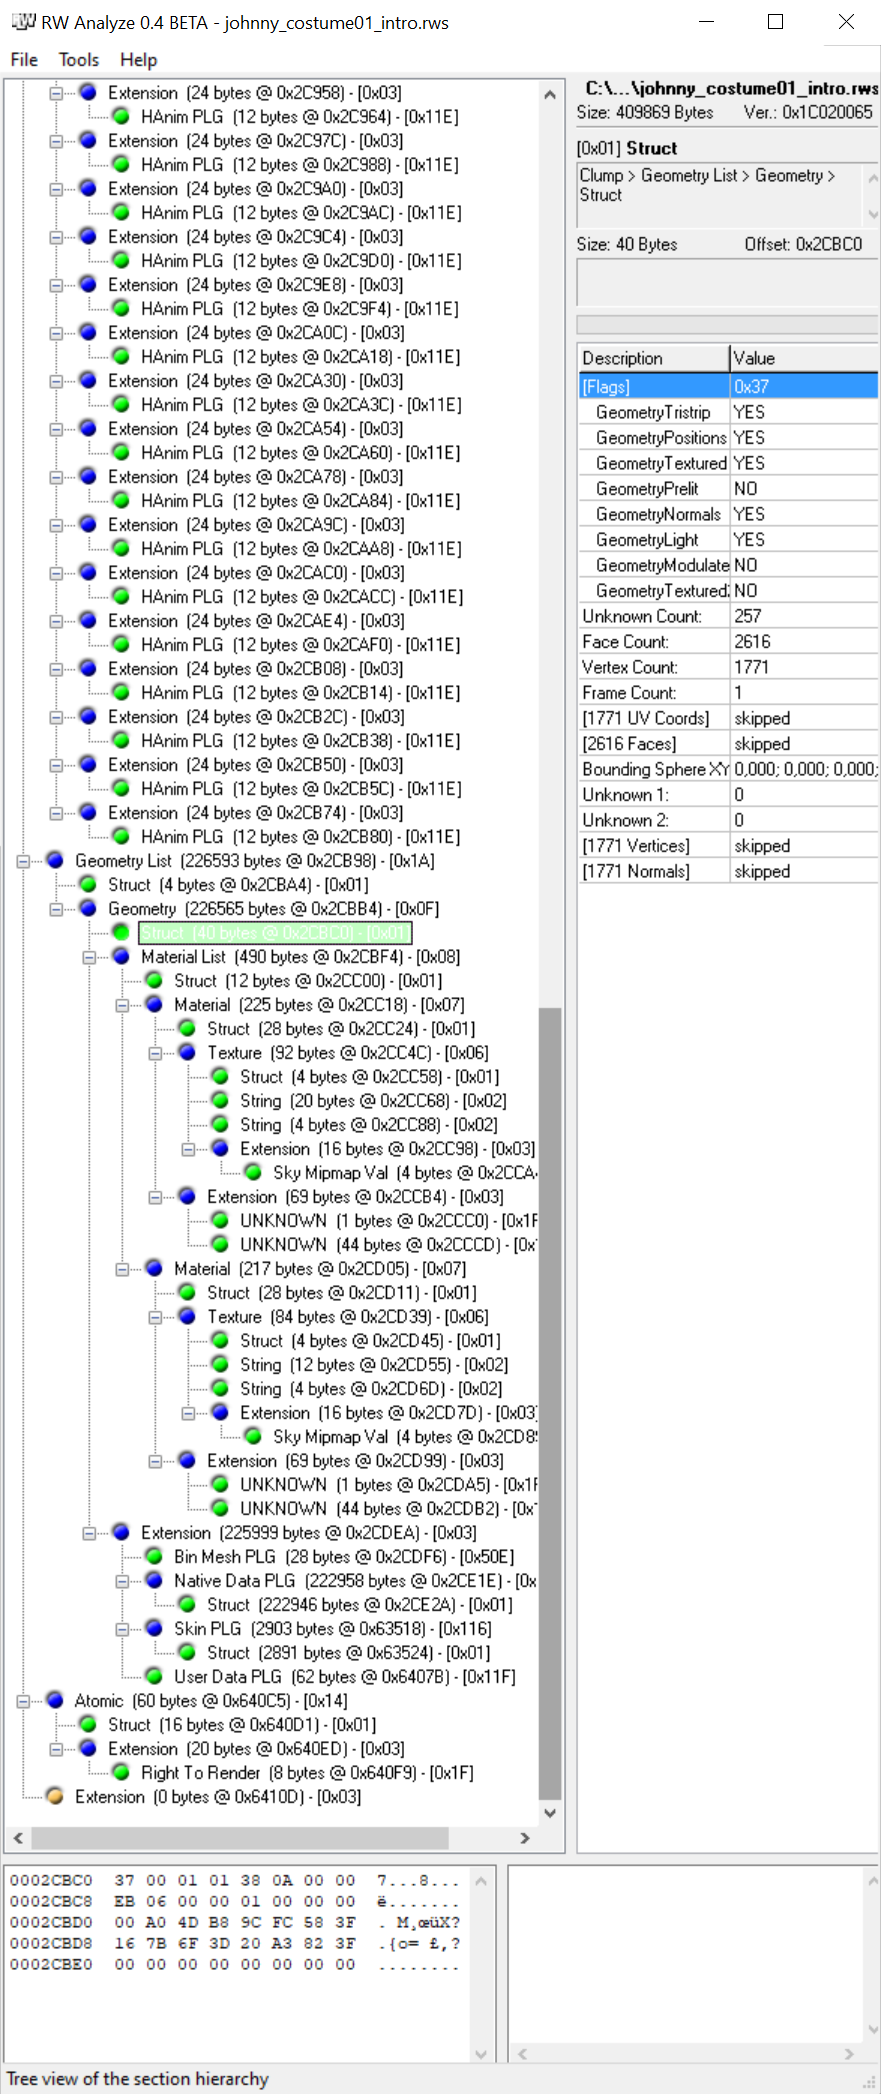 RW Analyze 0.4 BETA - johnny_costume01_intro.rws
File Tools Help
Extension (24 bytes @ 0x2C958) - [0x03]
HAnim PLG (12 bytes @ 0x2C964) - [0x11E]
Extension (24 bytes @ 0x2C97C) - [0x03]
HAnim PLG (12 bytes @ 0x2C988) - [0x11E]
Extension (24 bytes @ 0x2C9A0) - [0x03]
HAnim PLG (12 bytes @ 0x2C9AC) - [0x11E]
Extension (24 bytes @ 0x2C9C4) - [0x03]
HAnim PLG (12 bytes @ 0x2C9D0) - [0x11E]
Extension (24 bytes @ 0x2C9E8) - [0x03]
HAnim PLG (12 bytes @ 0x2C9F4) - [0x11E]
Extension (24 bytes @ 0x2CA0C) - [0x03]
HAnim PLG (12 bytes @ 0x2CA18) - [0x11E]
Extension (24 bytes @ 0x2CA30) - [0x03]
HAnim PLG (12 bytes @ 0x2CA3C) - [0x11E]
Extension (24 bytes @ 0x2CA54) - [0x03]
HAnim PLG (12 bytes @ 0x2CA60) - [0x11E]
Extension (24 bytes @ 0x2CA78) - [0x03]
HAnim PLG (12 bytes @ 0x2CA84) - [0x11E]
Extension (24 bytes @ 0x2CA9C) - [0x03]
HAnim PLG (12 bytes @ 0x2CAA8) - [0x11E]
Extension (24 bytes @ 0x2CAC0) - [0x03]
HAnim PLG (12 bytes @ 0x2CACC) - [0x11E]
Extension (24 bytes @ 0x2CAE4) - [0x03]
HAnim PLG (12 bytes @ 0x2CAF0) - [0x11E]
Extension (24 bytes @ 0x2CB08) - [0x03]
HAnim PLG (12 bytes @ 0x2CB14) - [0x11E]
Extension (24 bytes @ 0x2CB2C) - [0x03]
HAnim PLG (12 bytes @ 0x2CB38) - [0x11E]
Extension (24 bytes @ 0x2CB50) - [0x03]
HAnim PLG (12 bytes @ 0x2CB5C) - [0x11E]
Extension (24 bytes @ 0x2CB74) - [0x03]
HAnim PLG (12 bytes @ 0x2CB80) - [0x11E]
Geometry List (226593 bytes @ 0x2CB98) - [0x1A]
Struct (4 bytes @ 0x2CBA4) - [0x01]
Geometry (226565 bytes @ 0x2CBB4) - [0x0F]
Struct (40 bytes @ 0x2CBC0) - [0x01]
Material List (490 bytes @ 0x2CBF4) - [0x08]
Struct (12 bytes @ 0x2CC00) - [0x01]
Material (225 bytes @ 0x2CC18) - [0x07]
Struct (28 bytes @ 0x2CC24) - [0x01]
Texture (92 bytes @ 0x2CC4C) - [0x06]
Struct (4 bytes @ 0x2CC58) - [0x01]
String (20 bytes @ 0x2CC68) - [0x02]
String (4 bytes @ 0x2CC88) - [0x02]
Extension (16 bytes @ 0x2CC98) - [0x03]
Sky Mipmap Val (4 bytes @ 0x2CCA
Extension (69 bytes @ 0x2CCB4) - [0x03]
UNKNOWN (1 bytes @ 0x2CCC0) - [0x1F
UNKNOWN (44 bytes @ 0x2CCCD) - [0x
Material (217 bytes @ 0x2CD05) - [0x07]
Struct (28 bytes @ 0x2CD11) - [0x01]
Texture (84 bytes @ 0x2CD39) - [0x06]
Struct (4 bytes @ 0x2CD45) - [0x01]
String (12 bytes @ 0x2CD55) - [0x02]
String (4 bytes @ 0x2CD6D) - [0x02]
Extension (16 bytes @ 0x2CD7D) - [0x03]
Sky Mipmap Val (4 bytes @ 0x2CD8
Extension (69 bytes @ 0x2CD99) - [0x03]
UNKNOWN (1 bytes @ 0x2CDA5) - [0x1F
UNKNOWN (44 bytes @ 0x2CDB2) - [0x
Extension (225999 bytes @ 0x2CDEA) - [0x03]
Bin Mesh PLG (28 bytes @ 0x2CDF6) - [0x50E]
Native Data PLG (222958 bytes @ 0x2CE1E) - [0x
Struct (222946 bytes @ 0x2CE2A) - [0x01]
Skin PLG (2903 bytes @ 0x63518) - [0x116]
Struct (2891 bytes @ 0x63524) - [0x01]
User Data PLG (62 bytes @ 0x6407B) - [0x11F]
Atomic (60 bytes @ 0x640C5) - [0x14]
Struct (16 bytes @ 0x640D1) - [0x01]
Extension (20 bytes @ 0x640ED) - [0x03]
Right To Render (8 bytes @ 0x640F9) - [0x1F]
Extension (0 bytes @ 0x6410D) - [0x03]
C:\...\johnny_costume01_intro.rws
Size: 409869 Bytes Ver.: 0x1C020065
[0x01] Struct
Clump > Geometry List > Geometry >
Struct
Size: 40 Bytes Offset: 0x2CBC0
Description Value
[Flags] 0x37
GeometryTristrip YES
GeometryPositions YES
GeometryTextured YES
GeometryPrelit NO
GeometryNormals YES
GeometryLight YES
GeometryModulate NO
GeometryTextured NO
Unknown Count: 257
Face Count: 2616
Vertex Count: 1771
Frame Count: 1
[1771 UV Coords] skipped
[2616 Faces] skipped
Bounding Sphere XY 0,000; 0,000; 0,000;
Unknown 1: 0
Unknown 2: 0
[1771 Vertices] skipped
[1771 Normals] skipped
0002CBC0 37 00 01 01 38 0A 00 00 7...8...
0002CBC8 EB 06 00 00 01 00 00 00 ë.......
0002CBD0 00 A0 4D B8 9C FC 58 3F . M¸œüX?
0002CBD8 16 7B 6F 3D 20 A3 82 3F .{o= £‚?
0002CBE0 00 00 00 00 00 00 00 00 ........
Tree view of the section hierarchy